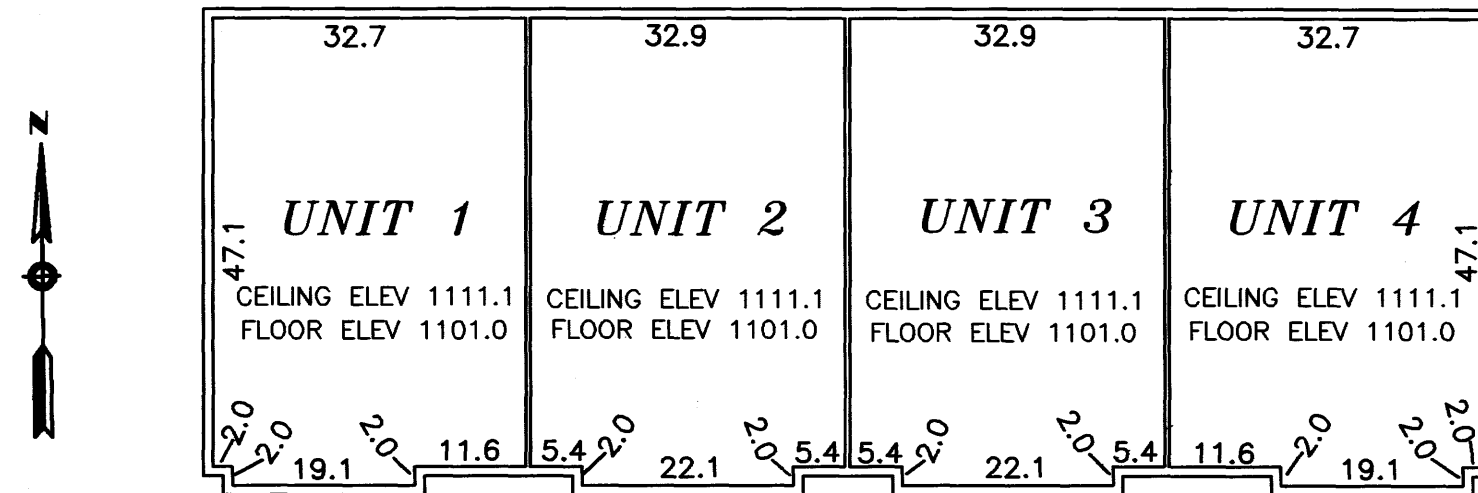 N
32.7 32.9 32.9 32.7
UNIT 1 UNIT 2 UNIT 3 UNIT 4
47.1 47.1
CEILING ELEV 1111.1 CEILING ELEV 1111.1 CEILING ELEV 1111.1 CEILING ELEV 1111.1
FLOOR ELEV 1101.0 FLOOR ELEV 1101.0 FLOOR ELEV 1101.0 FLOOR ELEV 1101.0
2.0 2.0 2.0 2.0 2.0 2.0 2.0 2.0 2.0 2.0
19.1 11.6 5.4 22.1 5.4 5.4 22.1 5.4 11.6 19.1